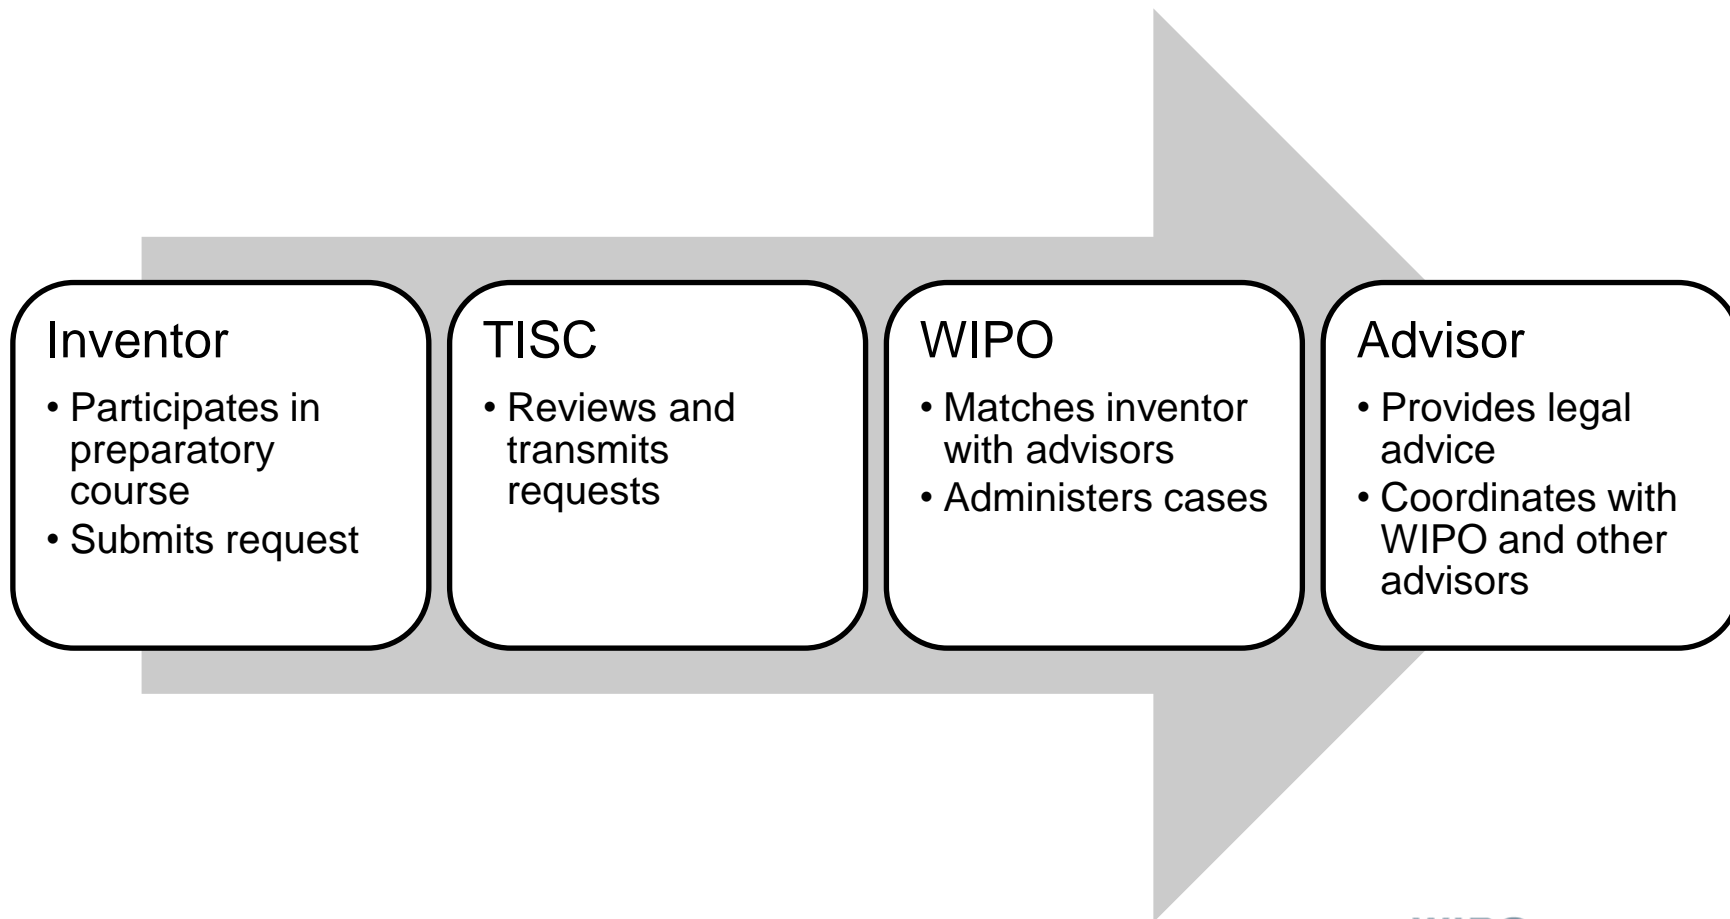 Inventor
• Participates in
preparatory
course
• Submits request
TISC
• Reviews and
transmits
requests
WIPO
• Matches inventor
with advisors
• Administers cases
Advisor
• Provides legal
advice
• Coordinates with
WIPO and other
advisors